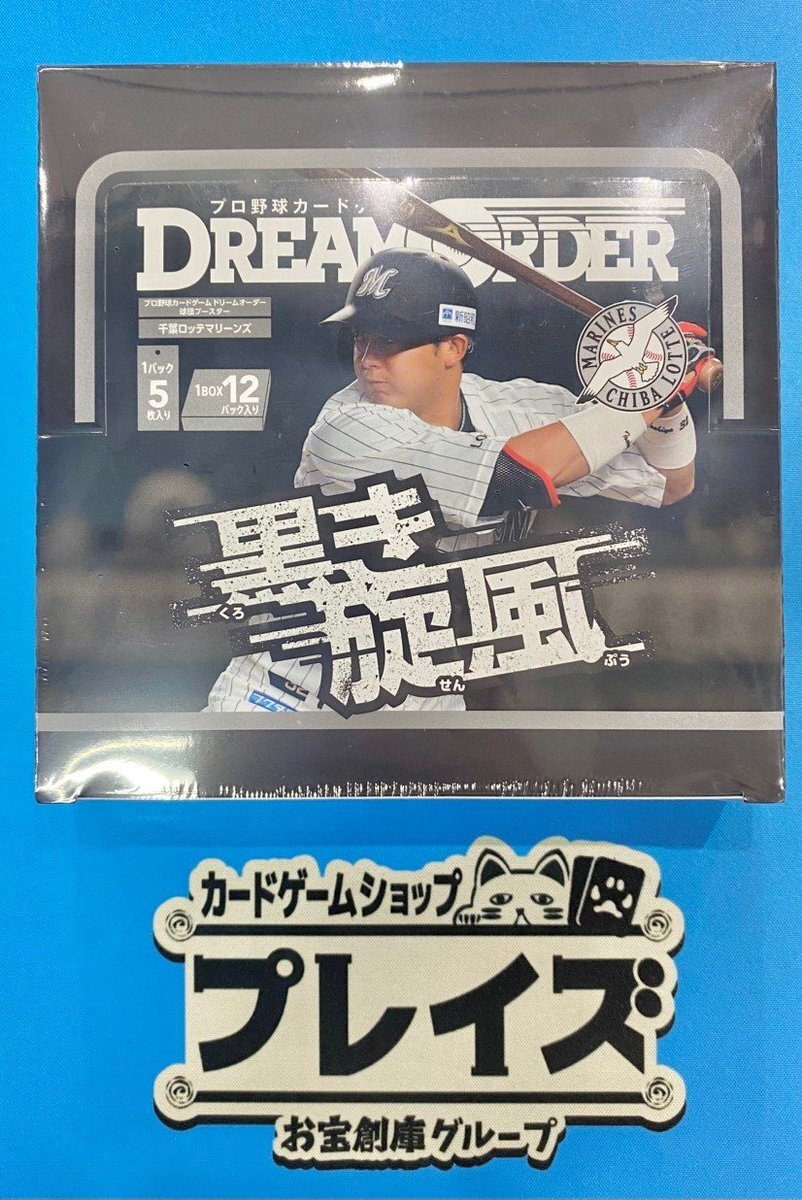 プロ野球カードゲ
DREAM ORDER
プロ野球カードゲーム ドリームオーダー
球団ブースター
千葉ロッテマリーンズ
1パック
5
枚入り
1BOX 12
パック入り
MARINES
CHIBA LOTTE
M
黒き
くろ
旋風
せん
ぷう
カードゲームショップ
プレイズ
お宝創庫グループ